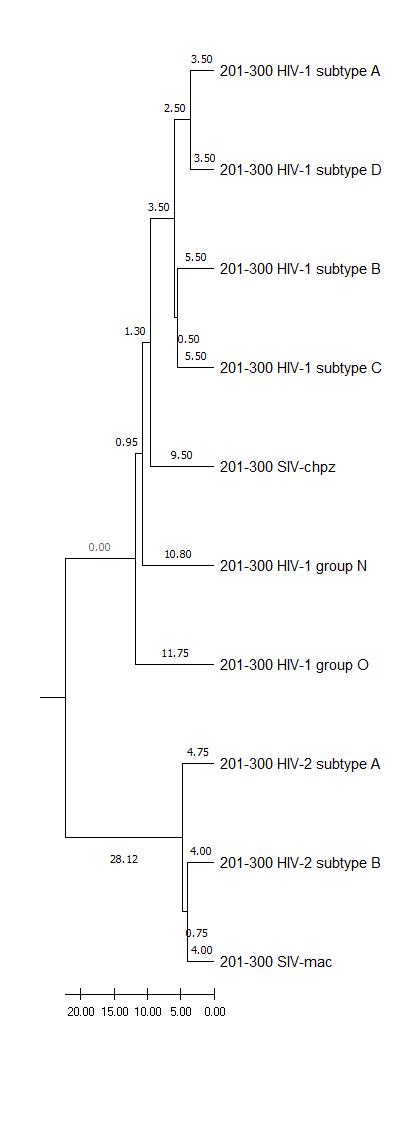 3.50
201-300 HIV-1 subtype A
2.50
3.50
201-300 HIV-1 subtype D
3.50
5.50
201-300 HIV-1 subtype B
1.30
0.50
5.50
201-300 HIV-1 subtype C
0.95
9.50
201-300 SIV-chpz
0.00
10.80
201-300 HIV-1 group N
11.75
201-300 HIV-1 group O
4.75
201-300 HIV-2 subtype A
28.12
4.00
201-300 HIV-2 subtype B
0.75
4.00
201-300 SIV-mac
20.00 15.00 10.00 5.00 0.00